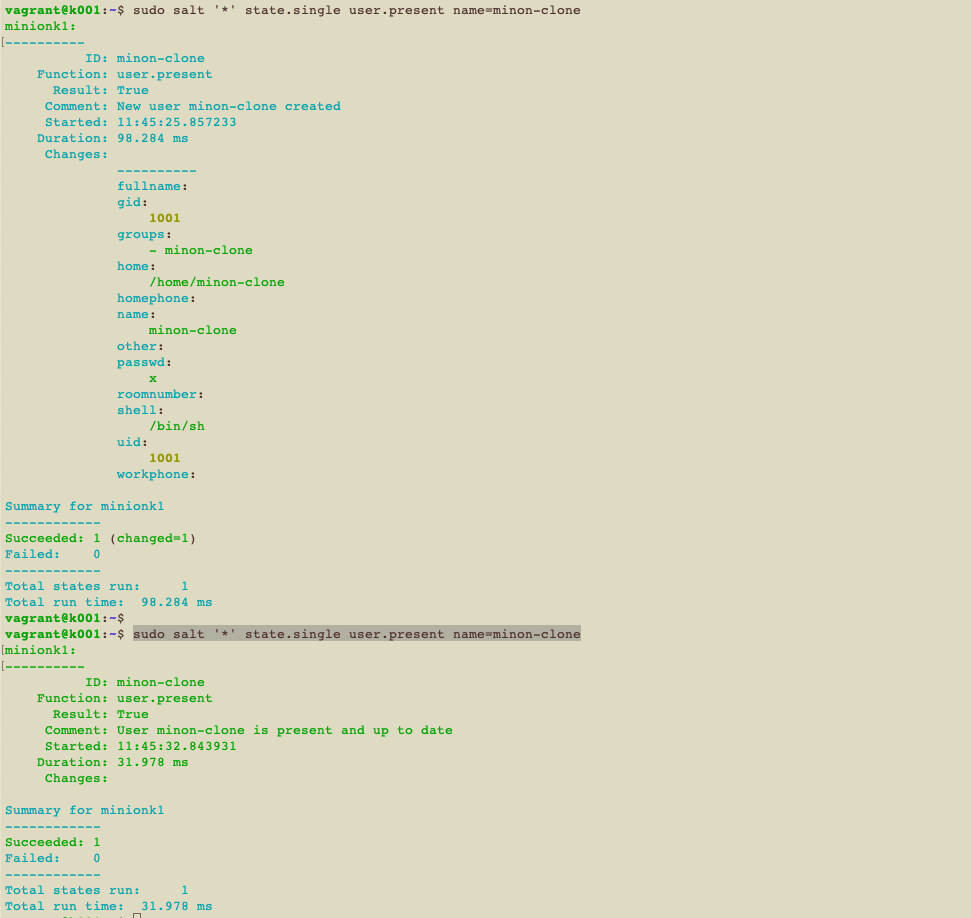 vagrant@k001:~$ sudo salt '*' state.single user.present name=minon-clone
minionk1:
----------
ID: minon-clone
Function: user.present
Result: True
Comment: New user minon-clone created
Started: 11:45:25.857233
Duration: 98.284 ms
Changes:
----------
fullname:
gid:
1001
groups:
- minon-clone
home:
/home/minon-clone
homephone:
name:
minon-clone
other:
passwd:
x
roomnumber:
shell:
/bin/sh
uid:
1001
workphone:
Summary for minionk1
------------
Succeeded: 1 (changed=1)
Failed: 0
------------
Total states run: 1
Total run time: 98.284 ms
vagrant@k001:~$
vagrant@k001:~$ sudo salt '*' state.single user.present name=minon-clone
minionk1:
----------
ID: minon-clone
Function: user.present
Result: True
Comment: User minon-clone is present and up to date
Started: 11:45:32.843931
Duration: 31.978 ms
Changes:
Summary for minionk1
------------
Succeeded: 1
Failed: 0
------------
Total states run: 1
Total run time: 31.978 ms